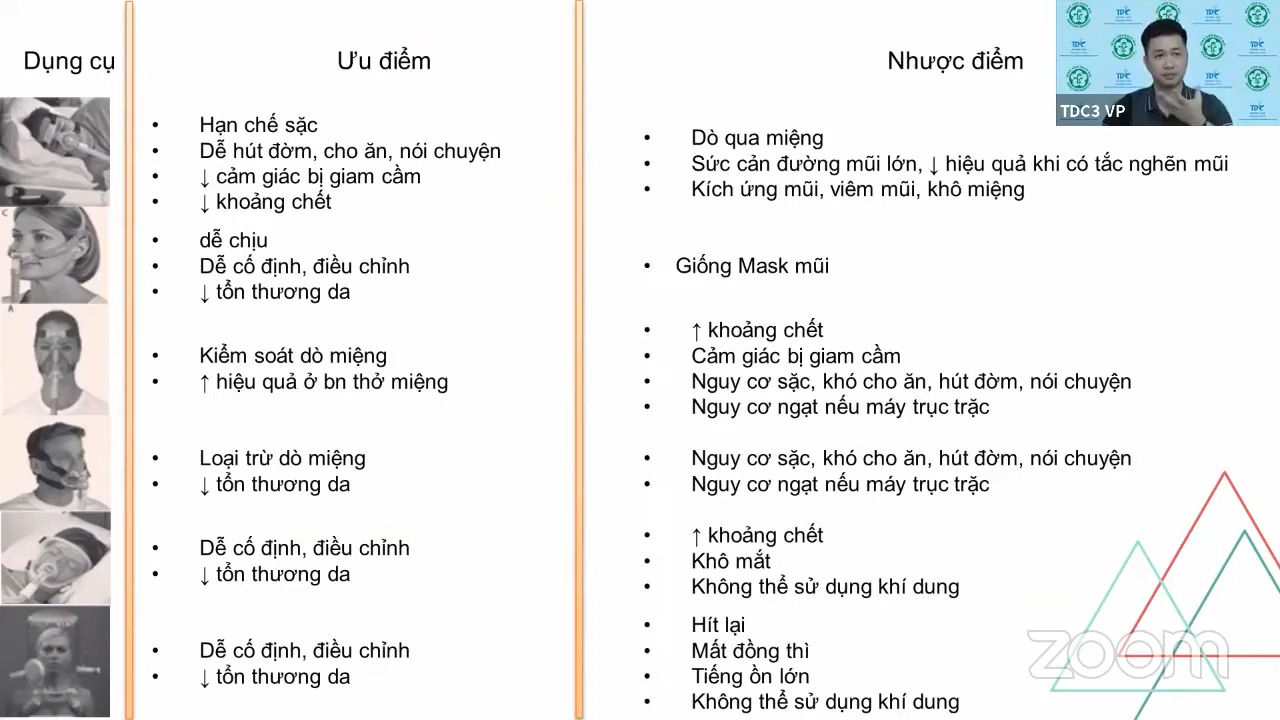 Dụng cụ
Ưu điểm
Nhược điểm
TDC3 VP
• Hạn chế sặc
• Dễ hút đờm, cho ăn, nói chuyện
• ↓ cảm giác bị giam cầm
• ↓ khoảng chết
• Dò qua miệng
• Sức cản đường mũi lớn, ↓ hiệu quả khi có tắc nghẽn mũi
• Kích ứng mũi, viêm mũi, khô miệng
C
• dễ chịu
• Dễ cố định, điều chỉnh
• ↓ tổn thương da
• Giống Mask mũi
A
• Kiểm soát dò miệng
• ↑ hiệu quả ở bn thở miệng
• ↑ khoảng chết
• Cảm giác bị giam cầm
• Nguy cơ sặc, khó cho ăn, hút đờm, nói chuyện
• Nguy cơ ngạt nếu máy trục trặc
• Loại trừ dò miệng
• ↓ tổn thương da
• Nguy cơ sặc, khó cho ăn, hút đờm, nói chuyện
• Nguy cơ ngạt nếu máy trục trặc
• Dễ cố định, điều chỉnh
• ↓ tổn thương da
• ↑ khoảng chết
• Khô mắt
• Không thể sử dụng khí dung
• Dễ cố định, điều chỉnh
• ↓ tổn thương da
• Hít lại
• Mất đồng thì
• Tiếng ồn lớn
• Không thể sử dụng khí dung
zoom